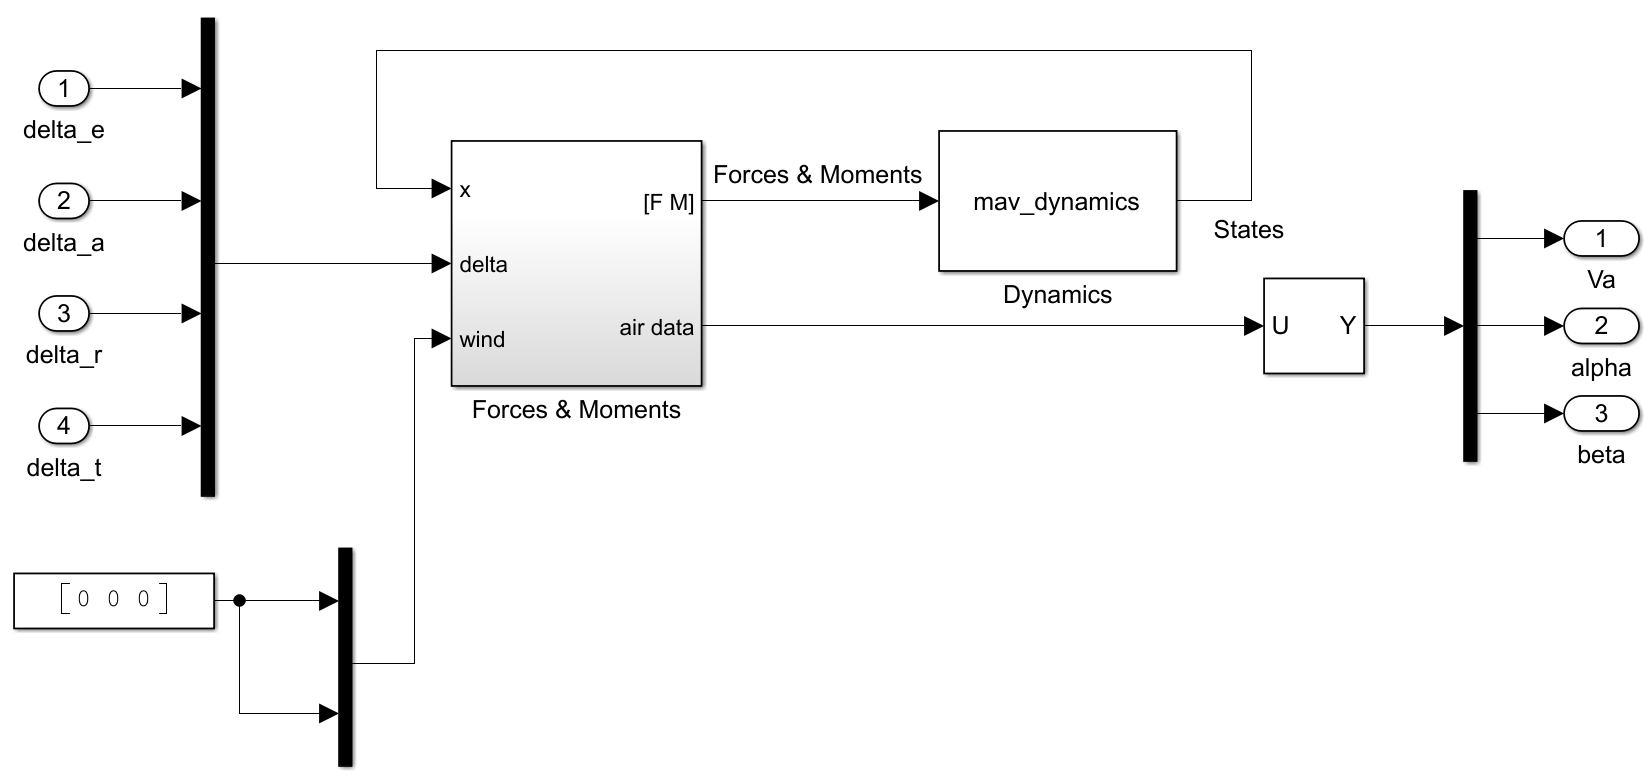 1
delta_e
2
delta_a
3
delta_r
4
delta_t
[0 0 0]
x
delta
wind
[F M]
air data
Forces & Moments
Forces & Moments
mav_dynamics
Dynamics
States
U Y
1
Va
2
alpha
3
beta